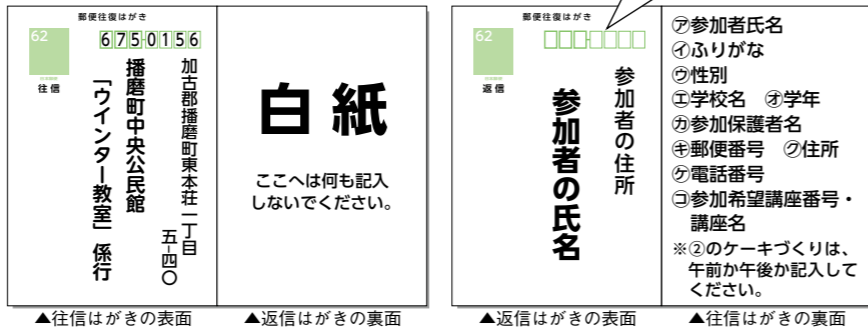 郵便往復はがき
62
往信
675-0156
加古郡播磨町東本荘一丁目
五-四〇
播磨町中央公民館
「ウインター教室」係行
白紙
ここへは何も記入
しないでください。
▲往信はがきの表面
▲返信はがきの裏面
郵便往復はがき
62
返信
参加者の住所
参加者の氏名
㋐参加者氏名
㋑ふりがな
㋒性別
㋓学校名 ㋔学年
㋕参加保護者名
㋖郵便番号 ㋗住所
㋘電話番号
㋙参加希望講座番号・
講座名
※②のケーキづくりは、
午前か午後か記入して
ください。
▲返信はがきの表面
▲往信はがきの裏面